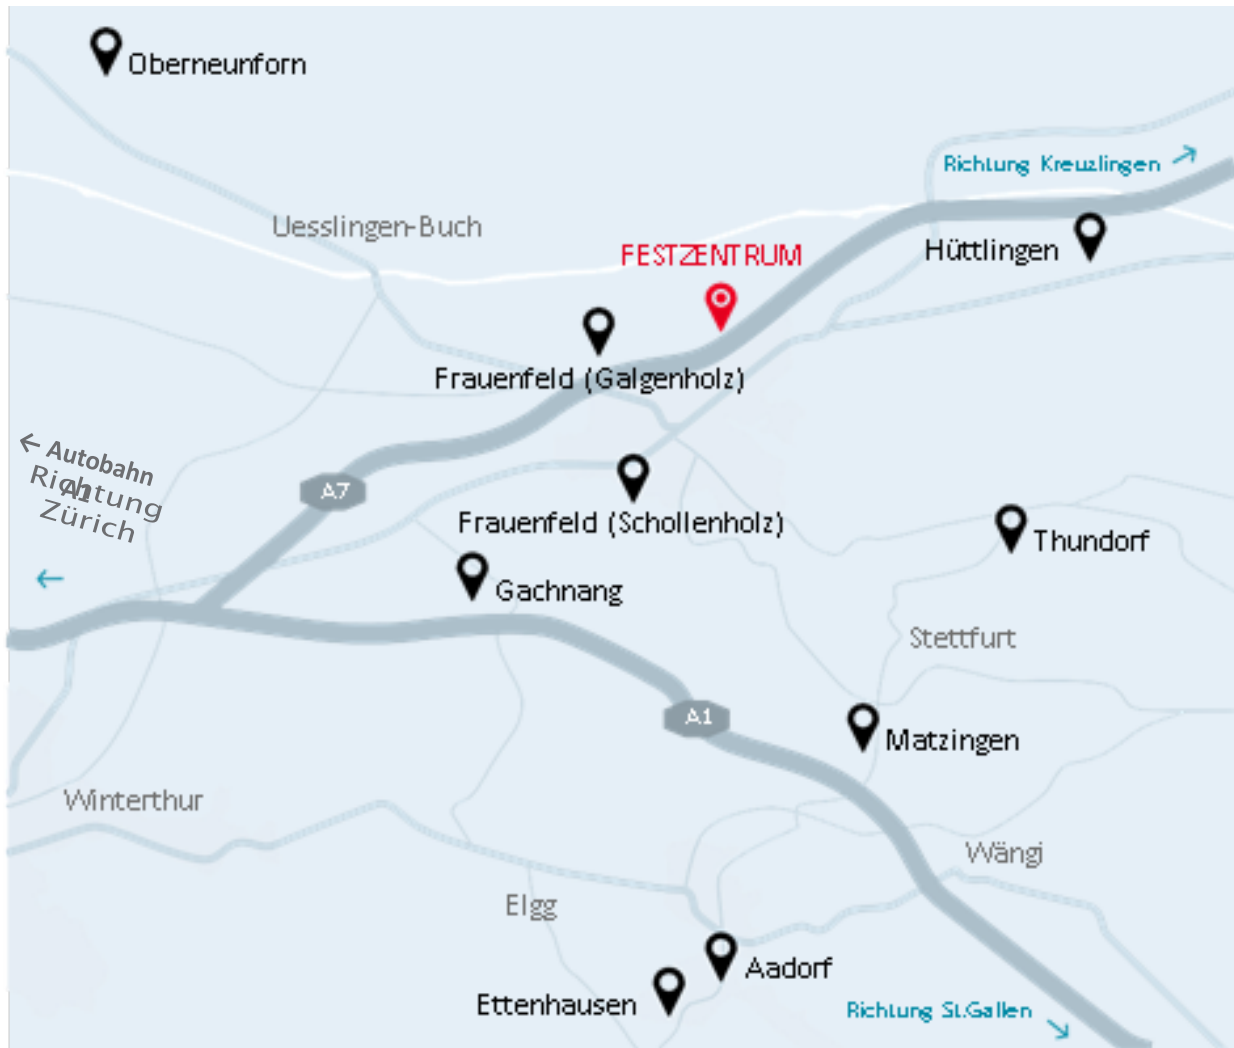 Oberneunforn
Richtung Kreuzlingen
Uesslingen-Buch
Hüttlingen
FESTZENTRUM
Frauenfeld (Galgenholz)
← Autobahn
A1
Richtung
Zürich
A7
Frauenfeld (Schollenholz)
Thundorf
Gachnang
Stettfurt
A1
Matzingen
Winterthur
Wängi
Elgg
Aadorf
Ettenhausen
Richtung St.Gallen